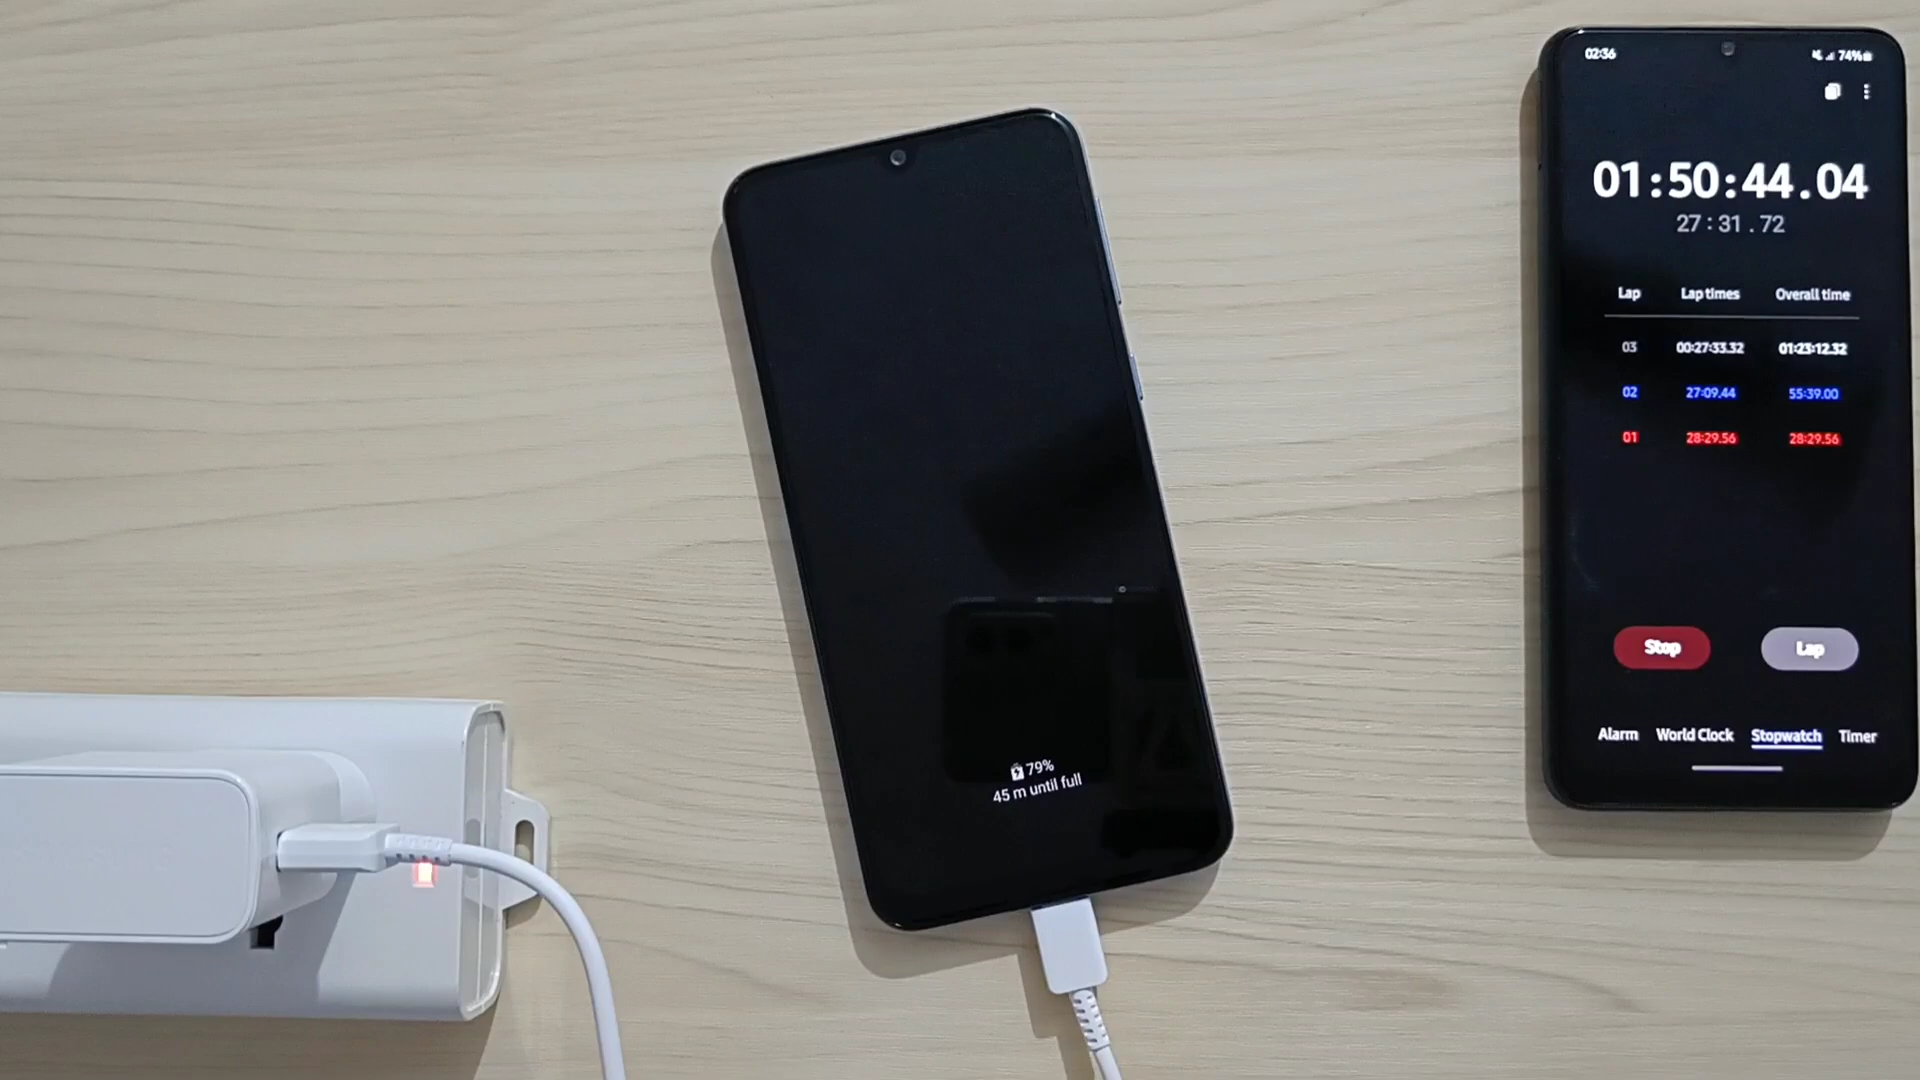 79%
45 m until full
02:36 74%
01:50:44.04
27:31.72
Lap Lap times Overall time
03 00:27:33.32 01:23:12.32
02 27:09.44 55:39.00
01 28:29.56 28:29.56
Stop Lap
Alarm World Clock Stopwatch Timer